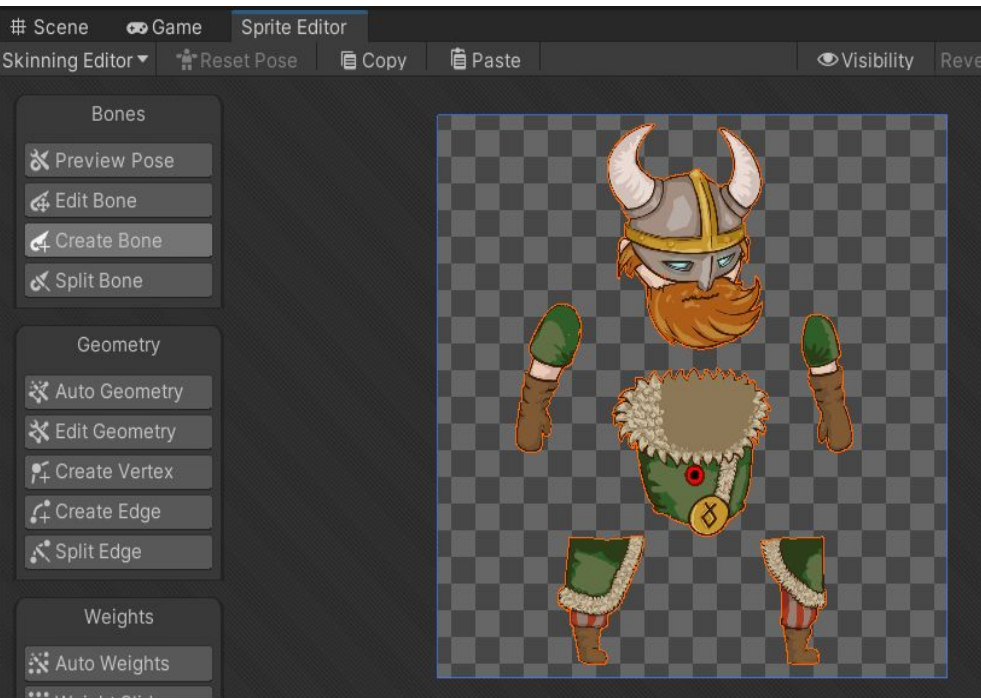 Scene Game Sprite Editor
Skinning Editor Reset Pose Copy Paste Visibility
Bones
Preview Pose
Edit Bone
Create Bone
Split Bone
Geometry
Auto Geometry
Edit Geometry
Create Vertex
Create Edge
Split Edge
Weights
Auto Weights